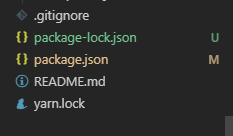 .gitignore
{} package-lock.json U
{} package.json M
README.md
yarn.lock